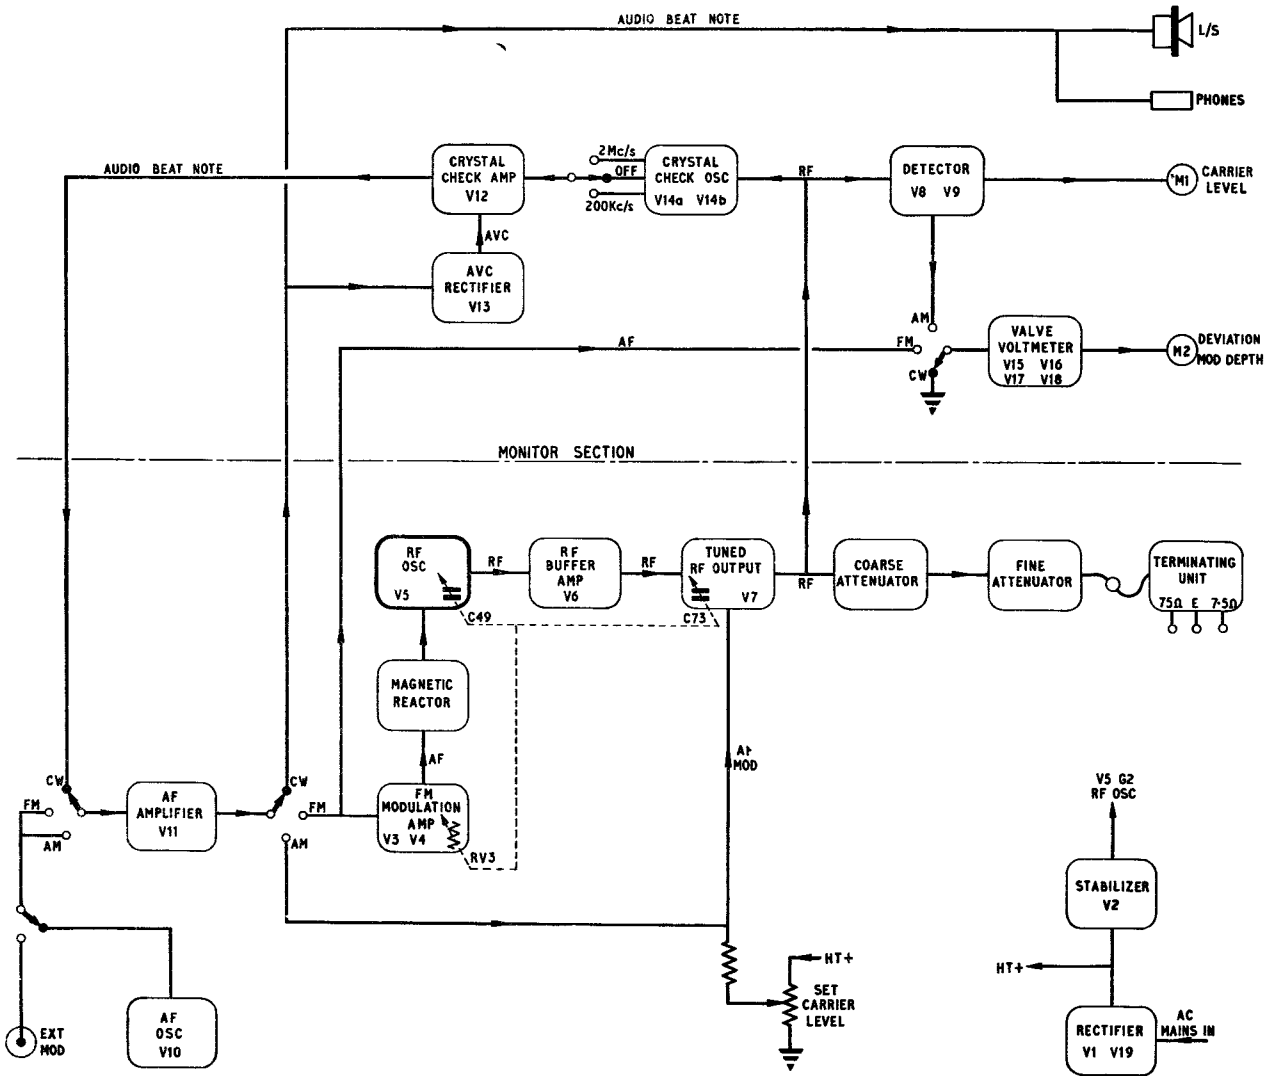 AUDIO BEAT NOTE
L/S
PHONES
AUDIO BEAT NOTE
CRYSTAL
CHECK AMP
V12
2Mc/s
OFF
200Kc/s
CRYSTAL
CHECK OSC
V14a V14b
RF
DETECTOR
V8 V9
M1
CARRIER
LEVEL
AVC
AVC
RECTIFIER
V13
AM
FM
CW
AF
VALVE
VOLTMETER
V15 V16
V17 V18
M2
DEVIATION
MOD DEPTH
MONITOR SECTION
RF
OSC
V5
C49
RF
RF
BUFFER
AMP
V6
RF
TUNED
RF OUTPUT
V7
C73
RF
COARSE
ATTENUATOR
FINE
ATTENUATOR
TERMINATING
UNIT
75Ω E 7·5Ω
MAGNETIC
REACTOR
AF
AF
MOD
CW
FM
AM
AF
AMPLIFIER
V11
CW
FM
AM
FM
MODULATION
AMP
V3 V4
RV3
V5 G2
RF OSC
STABILIZER
V2
HT+
HT+
SET
CARRIER
LEVEL
RECTIFIER
V1 V19
AC
MAINS IN
EXT
MOD
AF
OSC
V10